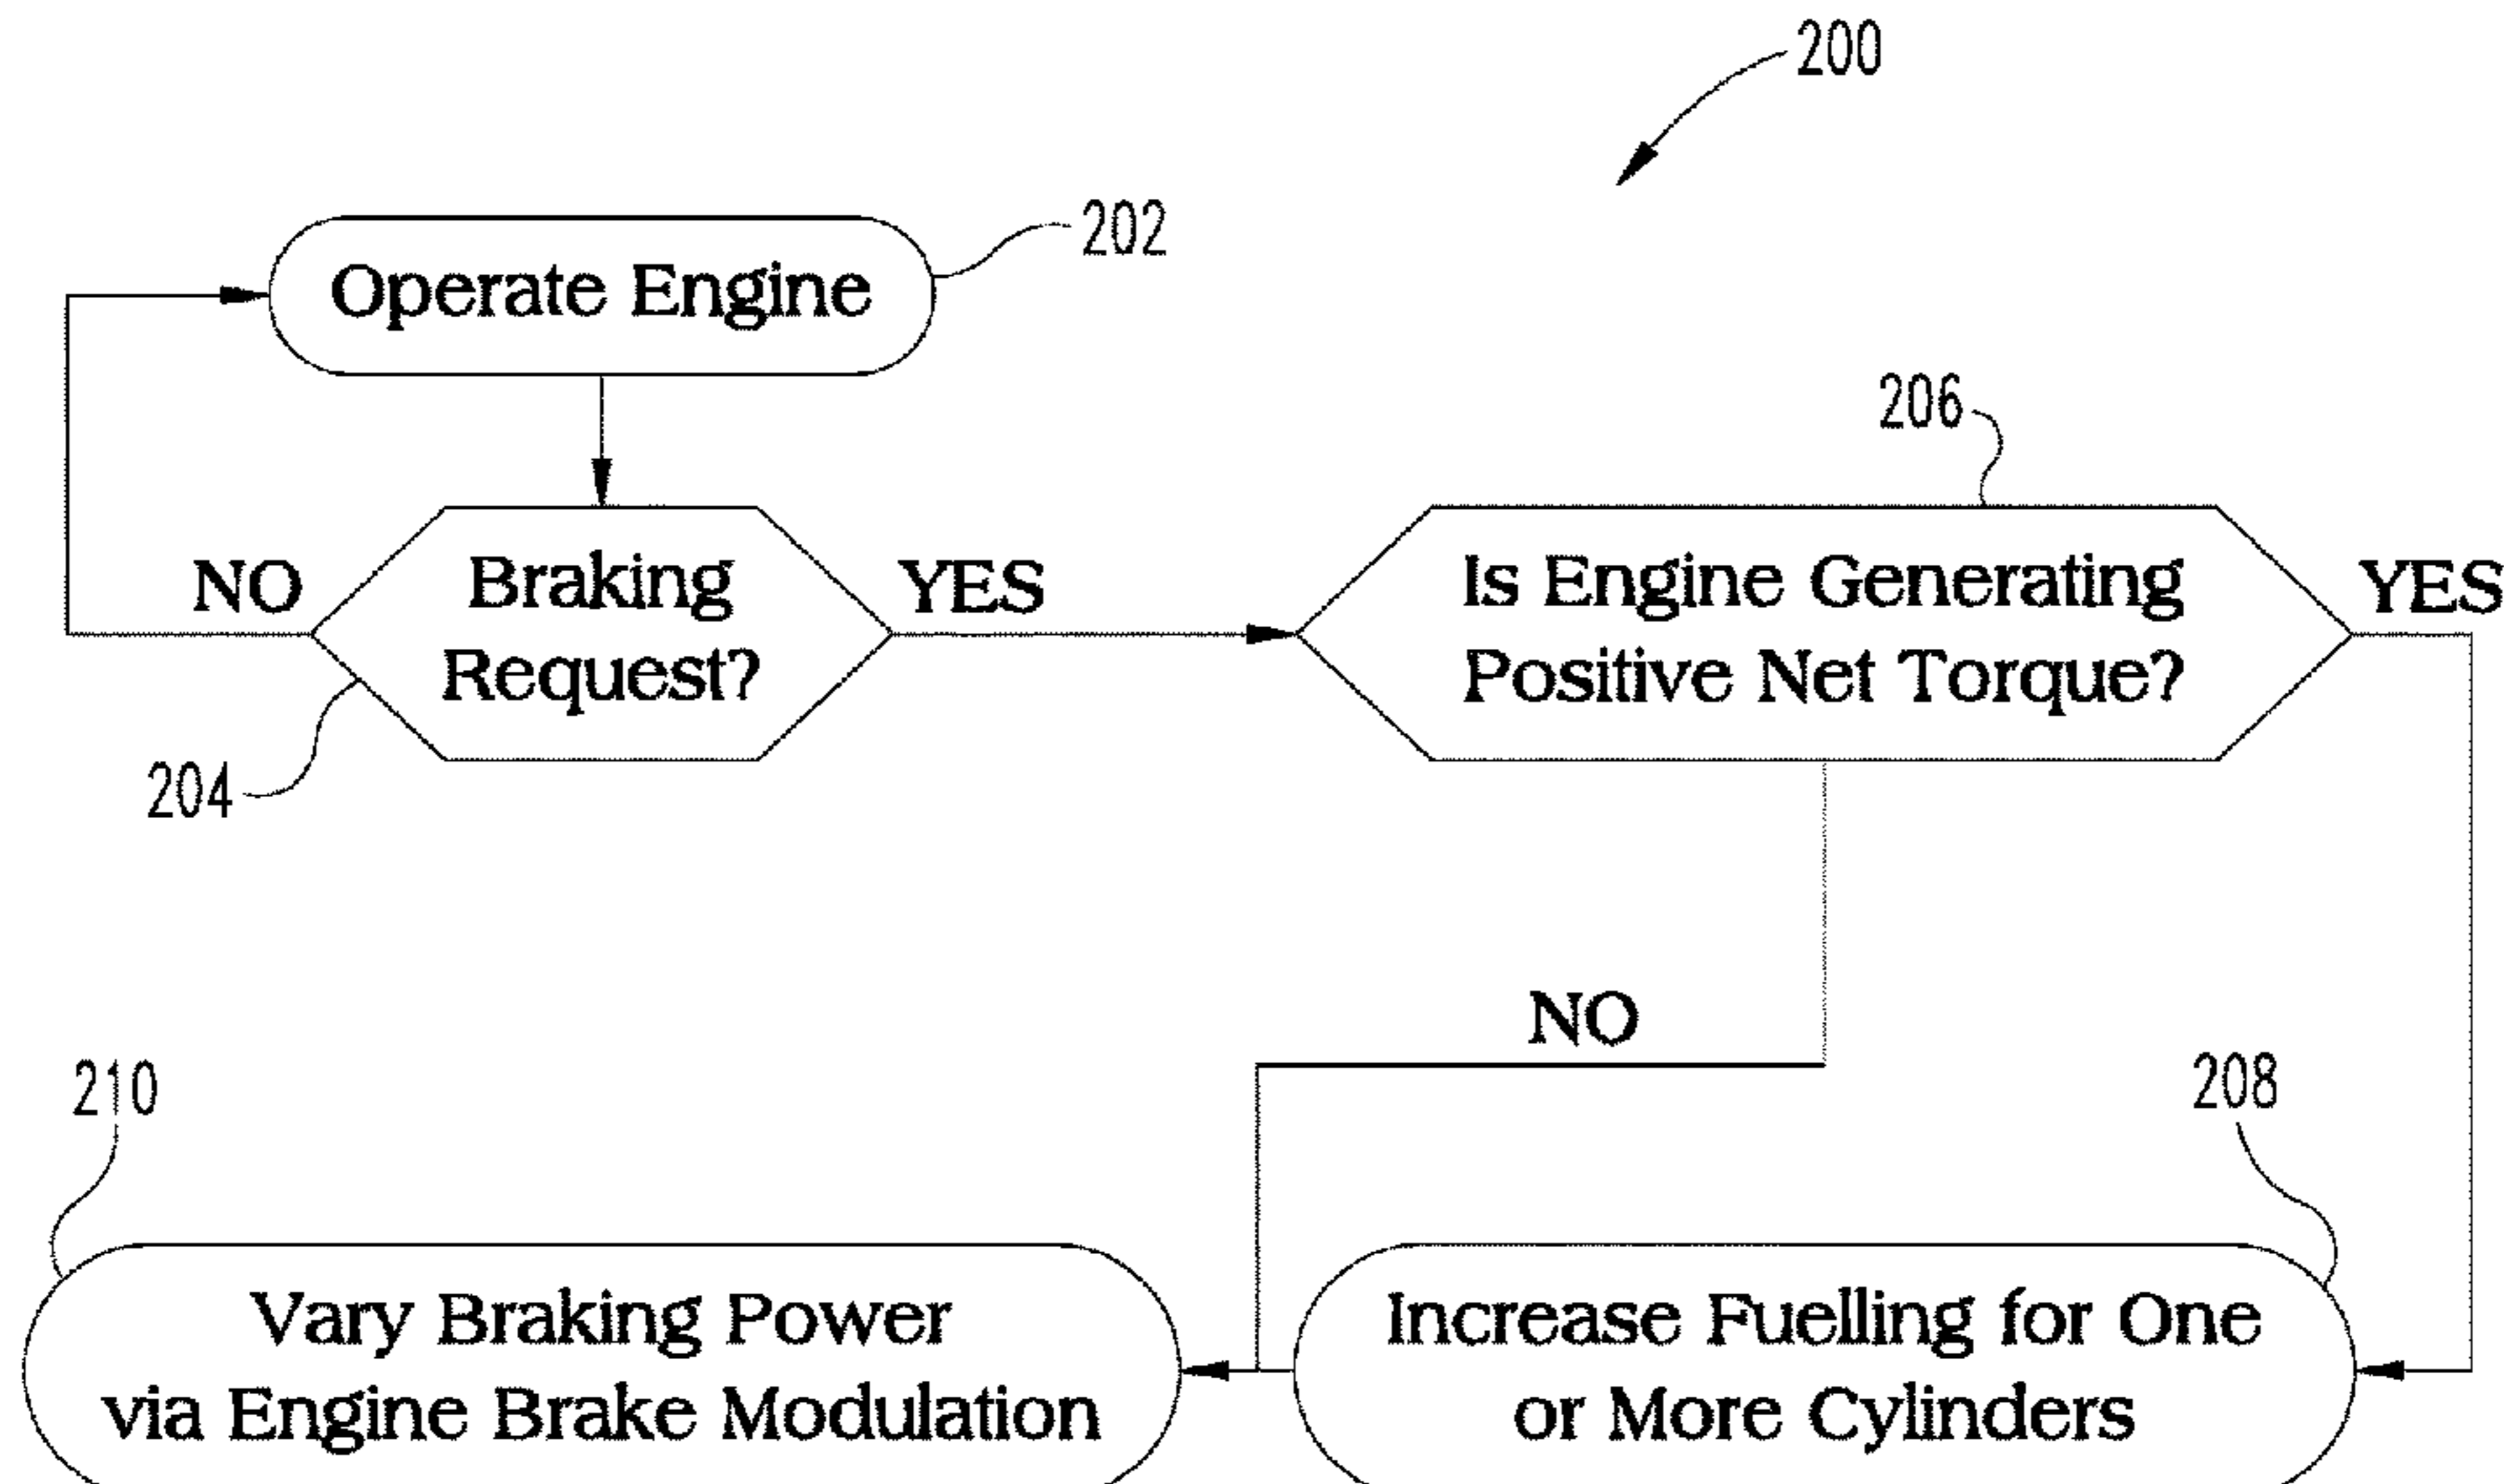 200
202
Operate Engine
206
NO
Braking
Request?
YES
Is Engine Generating
Positive Net Torque?
YES
204
NO
210
208
Vary Braking Power
via Engine Brake Modulation
Increase Fuelling for One
or More Cylinders